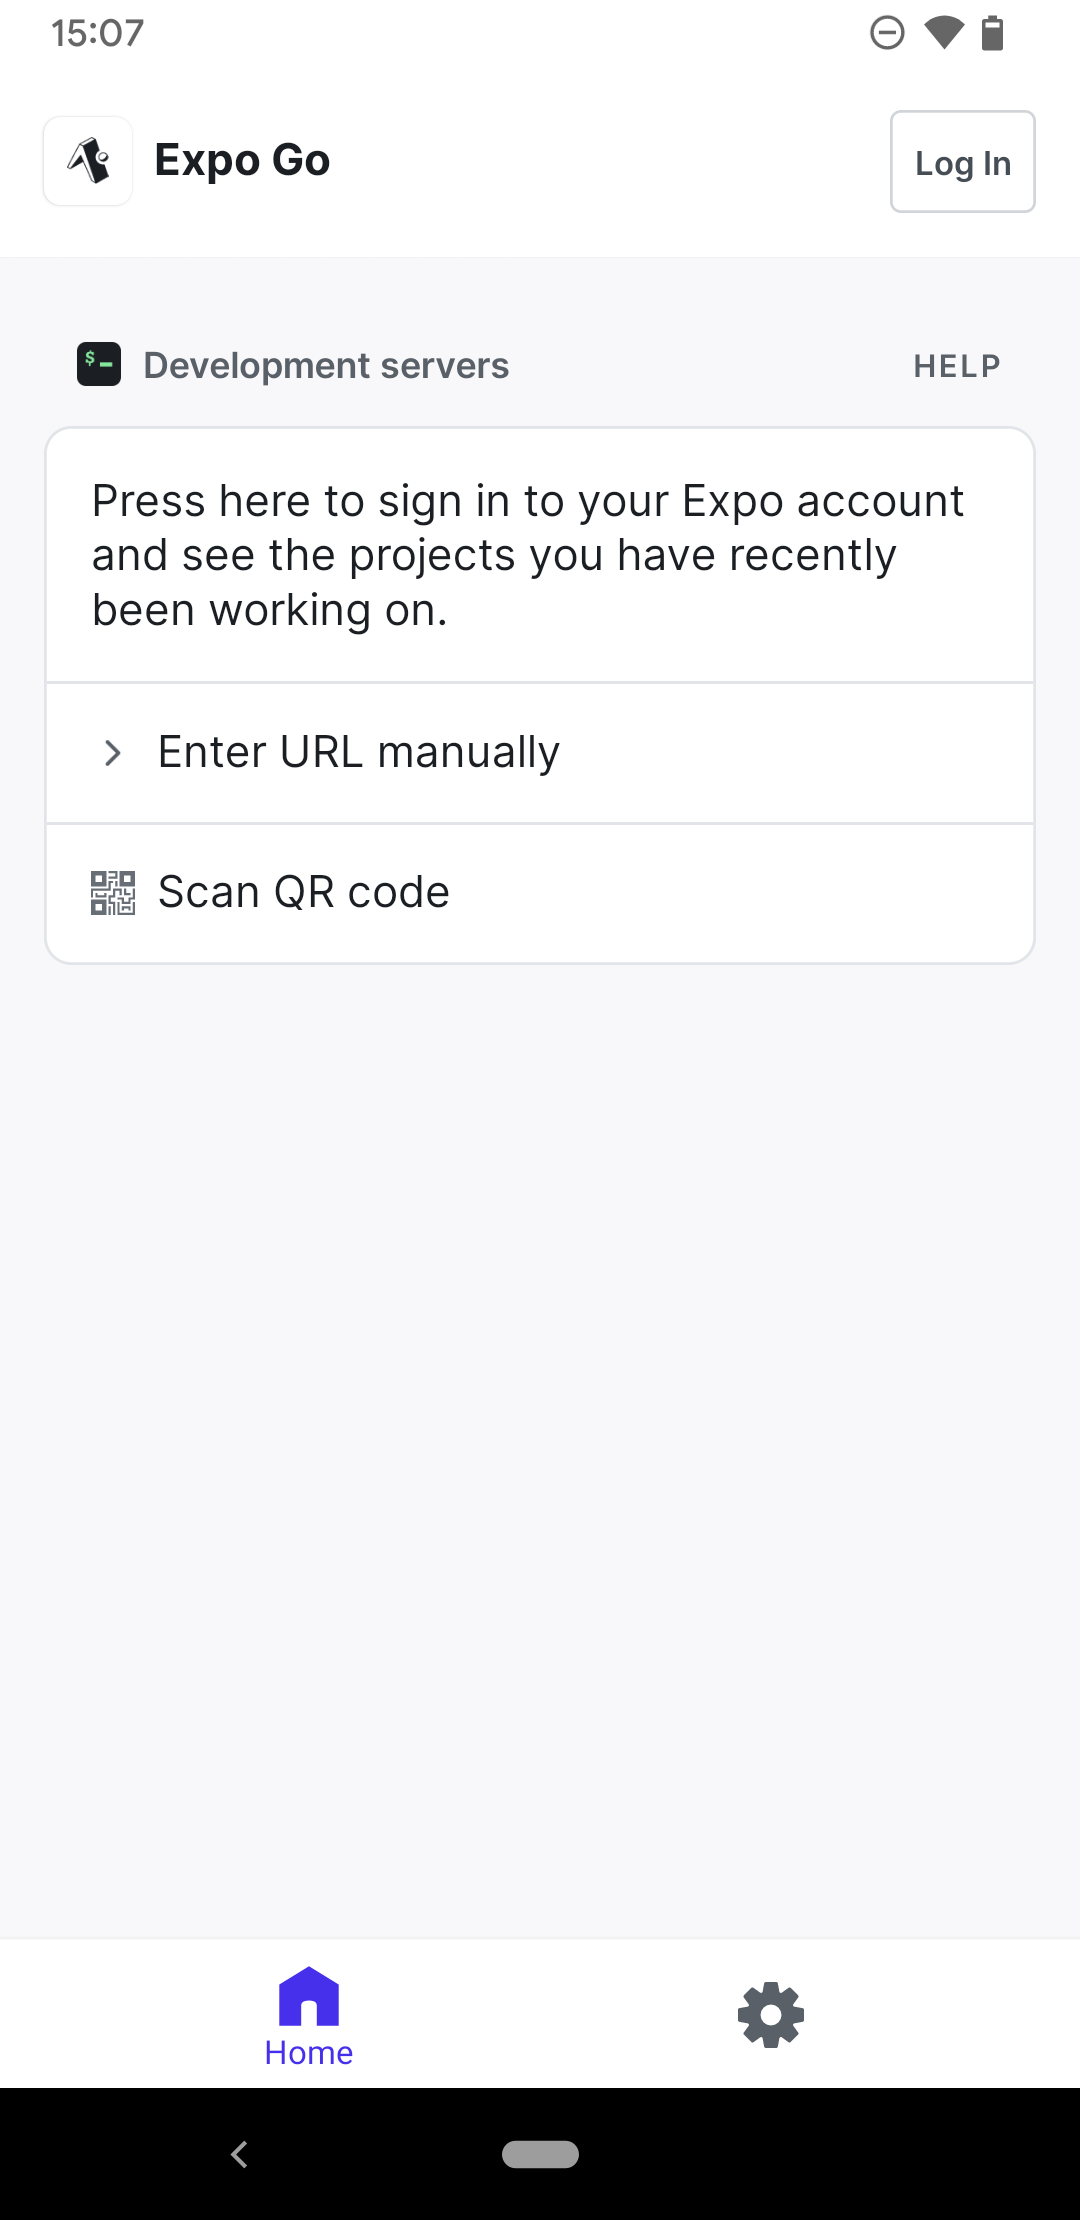 15:07
Expo Go
Log In
$
Development servers
HELP
Press here to sign in to your Expo account
and see the projects you have recently
been working on.
Enter URL manually
Scan QR code
Home